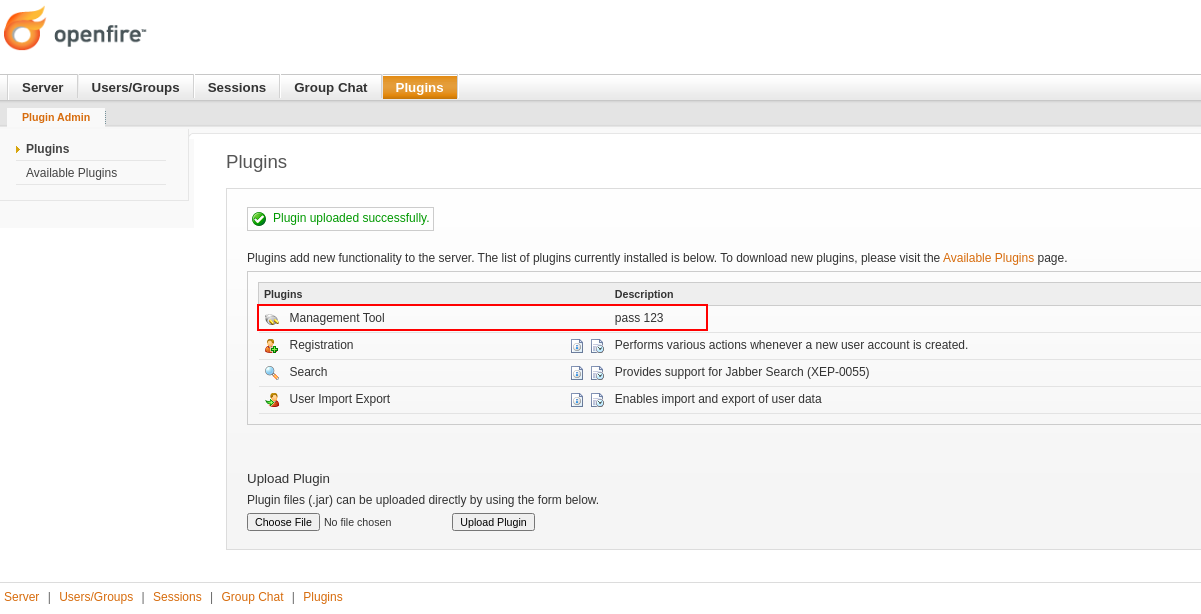 openfire™
Server Users/Groups Sessions Group Chat Plugins
Plugin Admin
Plugins
Available Plugins
Plugins
Plugin uploaded successfully.
Plugins add new functionality to the server. The list of plugins currently installed is below. To download new plugins, please visit the Available Plugins page.
Plugins Description
Management Tool pass 123
Registration Performs various actions whenever a new user account is created.
Search Provides support for Jabber Search (XEP-0055)
User Import Export Enables import and export of user data
Upload Plugin
Plugin files (.jar) can be uploaded directly by using the form below.
Choose File No file chosen Upload Plugin
Server | Users/Groups | Sessions | Group Chat | Plugins